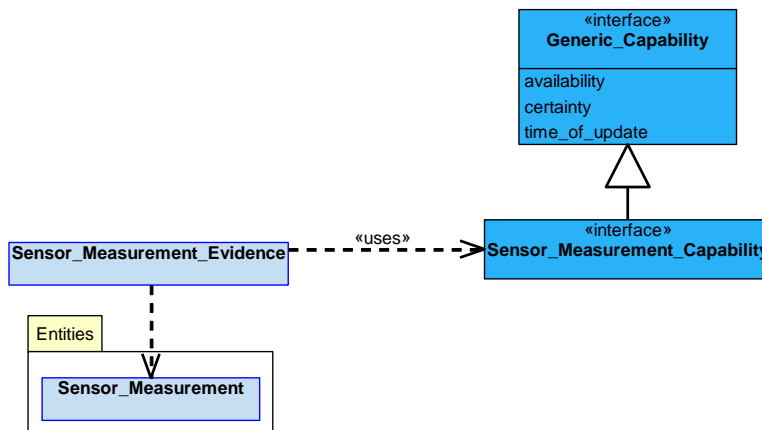 «interface»
Generic_Capability
availability
certainty
time_of_update
«uses»
«interface»
Sensor_Measurement_Capability
Sensor_Measurement_Evidence
Entities
Sensor_Measurement